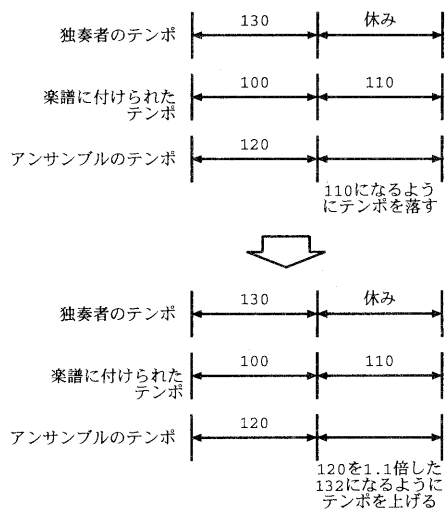 130 休み
独奏者のテンポ
100 110
楽譜に付けられた
テンポ
120
アンサンブルのテンポ
110になるよう
にテンポを落す
130 休み
独奏者のテンポ
100 110
楽譜に付けられた
テンポ
120
アンサンブルのテンポ
120を1.1倍した
132になるように
テンポを上げる